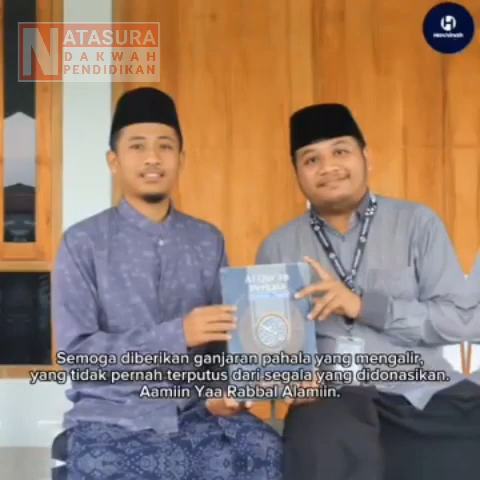 NATASURA
DAKWAH
PENDIDIKAN
Al Qur'an
Perkata
Semoga diberikan ganjaran pahala yang mengalir,
yang tidak pernah terputus dari segala yang didonasikan.
Aamiin Yaa Rabbal Alamiin.